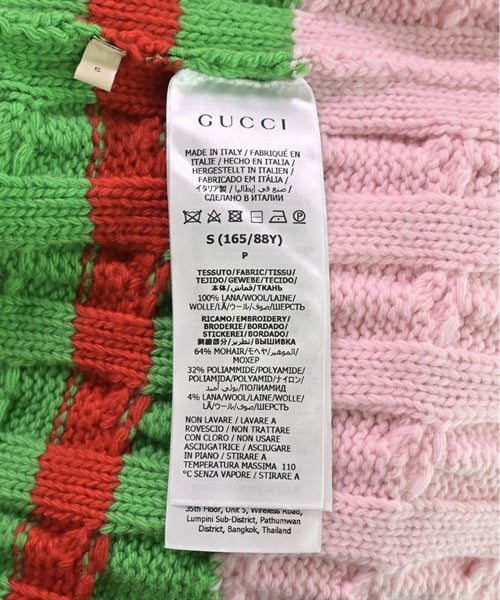 S
GUCCI
MADE IN ITALY / FABRIQUÉ EN
ITALIE / HECHO EN ITALIA /
HERGESTELLT IN ITALIEN /
FABRICADO EM ITÁLIA /
イタリア製 / صنع في إيطاليا /
СДЕЛАНО В ИТАЛИИ
S (165/88Y)
P
TESSUTO/FABRIC/TISSU/
TEJIDO/GEWEBE/TECIDO/
本体/قماش/ТКАНЬ
100% LANA/WOOL/LAINE/
WOLLE/LÃ/ウール/صوف/ШЕРСТЬ
RICAMO/EMBROIDERY/
BRODERIE/BORDADO/
STICKEREI/BORDADO/
刺繍部分/تطريز/ВЫШИВКА
64% MOHAIR/モヘヤ/الموهير/
МОХЕР
32% POLIAMMIDE/POLYAMIDE/
POLIAMIDA/POLYAMID/ナイロン/
POLIAMIDA/بولي أميد/ПОЛИАМИД
4% LANA/WOOL/LAINE/WOLLE/
LÃ/ウール/صوف/ШЕРСТЬ
NON LAVARE / LAVARE A
ROVESCIO / NON TRATTARE
CON CLORO / NON USARE
ASCIUGATRICE / ASCIUGARE
IN PIANO / STIRARE A
TEMPERATURA MASSIMA 110
°C SENZA VAPORE / STIRARE A
35th Floor, Unit 5, Wireless Road,
Lumpini Sub-District, Pathumwan
District, Bangkok, Thailand